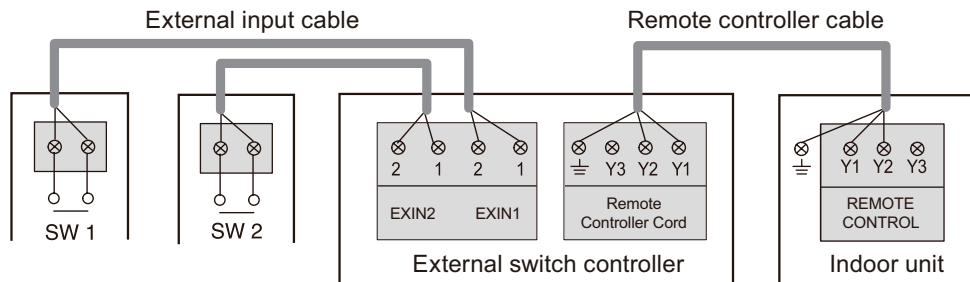 External input cable
Remote controller cable
2 1 2 1
Y3 Y2 Y1
Y1 Y2 Y3
EXIN2 EXIN1
Remote
Controller Cord
REMOTE
CONTROL
SW 1
SW 2
External switch controller
Indoor unit